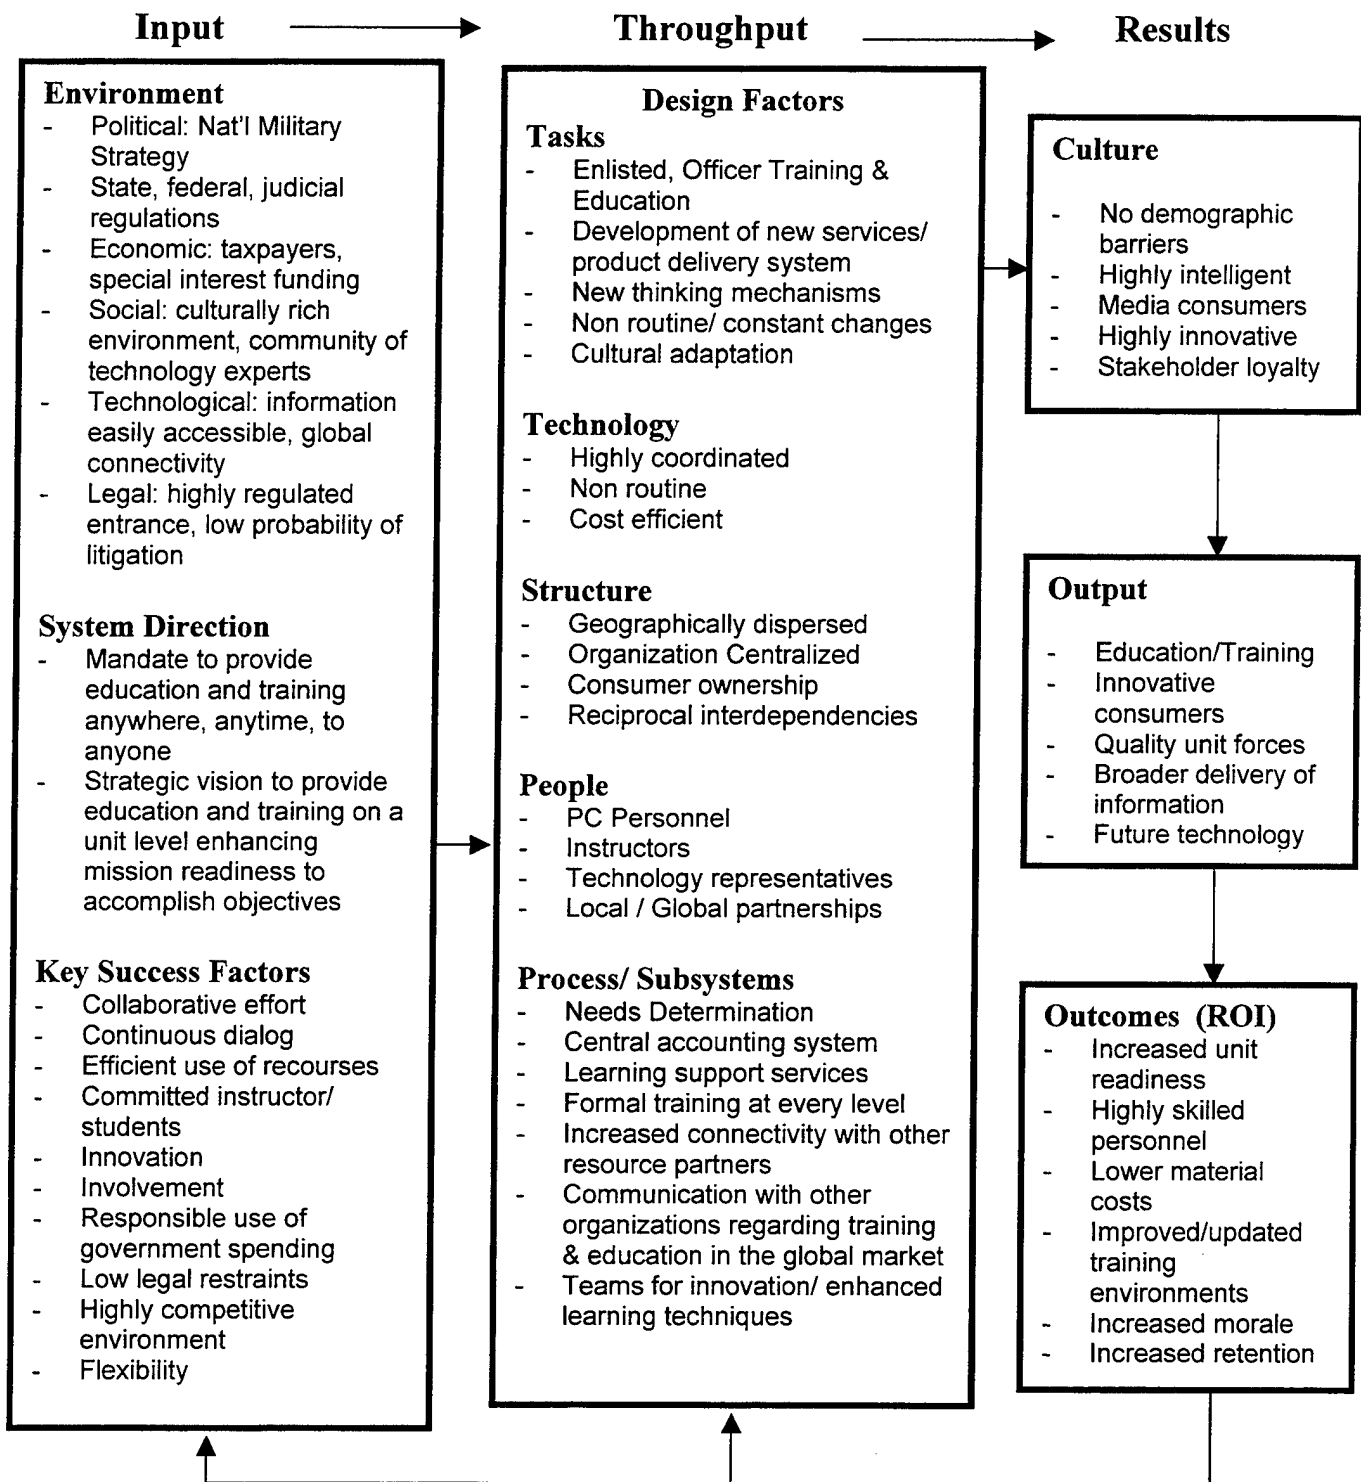 Input
Throughput
Results
Environment
- Political: Nat'l Military
Strategy
- State, federal, judicial
regulations
- Economic: taxpayers,
special interest funding
- Social: culturally rich
environment, community of
technology experts
- Technological: information
easily accessible, global
connectivity
- Legal: highly regulated
entrance, low probability of
litigation
System Direction
- Mandate to provide
education and training
anywhere, anytime, to
anyone
- Strategic vision to provide
education and training on a
unit level enhancing
mission readiness to
accomplish objectives
Key Success Factors
- Collaborative effort
- Continuous dialog
- Efficient use of recourses
- Committed instructor/
students
- Innovation
- Involvement
- Responsible use of
government spending
- Low legal restraints
- Highly competitive
environment
- Flexibility
Design Factors
Tasks
- Enlisted, Officer Training &
Education
- Development of new services/
product delivery system
- New thinking mechanisms
- Non routine/ constant changes
- Cultural adaptation
Technology
- Highly coordinated
- Non routine
- Cost efficient
Structure
- Geographically dispersed
- Organization Centralized
- Consumer ownership
- Reciprocal interdependencies
People
- PC Personnel
- Instructors
- Technology representatives
- Local / Global partnerships
Process/ Subsystems
- Needs Determination
- Central accounting system
- Learning support services
- Formal training at every level
- Increased connectivity with other
resource partners
- Communication with other
organizations regarding training
& education in the global market
- Teams for innovation/ enhanced
learning techniques
Culture
- No demographic
barriers
- Highly intelligent
- Media consumers
- Highly innovative
- Stakeholder loyalty
Output
- Education/Training
- Innovative
consumers
- Quality unit forces
- Broader delivery of
information
- Future technology
Outcomes (ROI)
- Increased unit
readiness
- Highly skilled
personnel
- Lower material
costs
- Improved/updated
training
environments
- Increased morale
- Increased retention